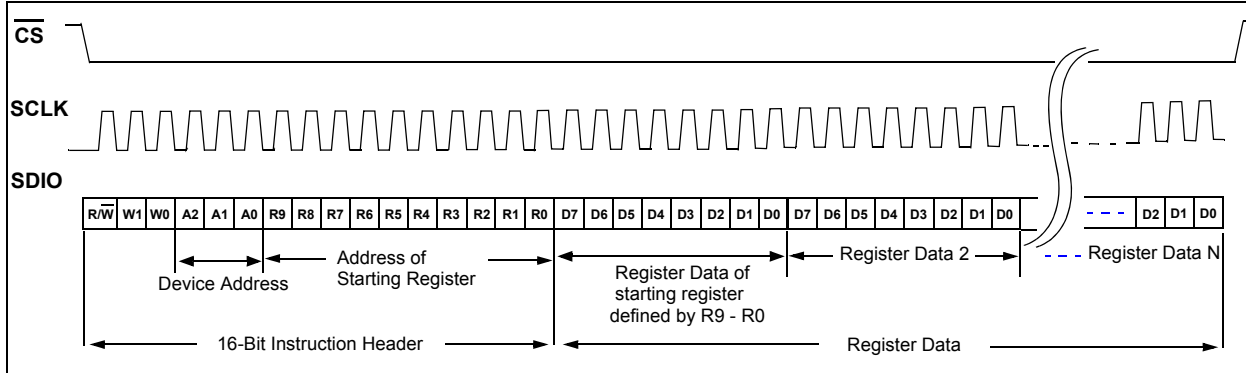 CS
SCLK
SDIO
R/W W1 W0 A2 A1 A0 R9 R8 R7 R6 R5 R4 R3 R2 R1 R0 D7 D6 D5 D4 D3 D2 D1 D0 D7 D6 D5 D4 D3 D2 D1 D0 D2 D1 D0
Device Address
Address of
Starting Register
Register Data of
starting register
defined by R9 - R0
Register Data 2
Register Data N
16-Bit Instruction Header
Register Data